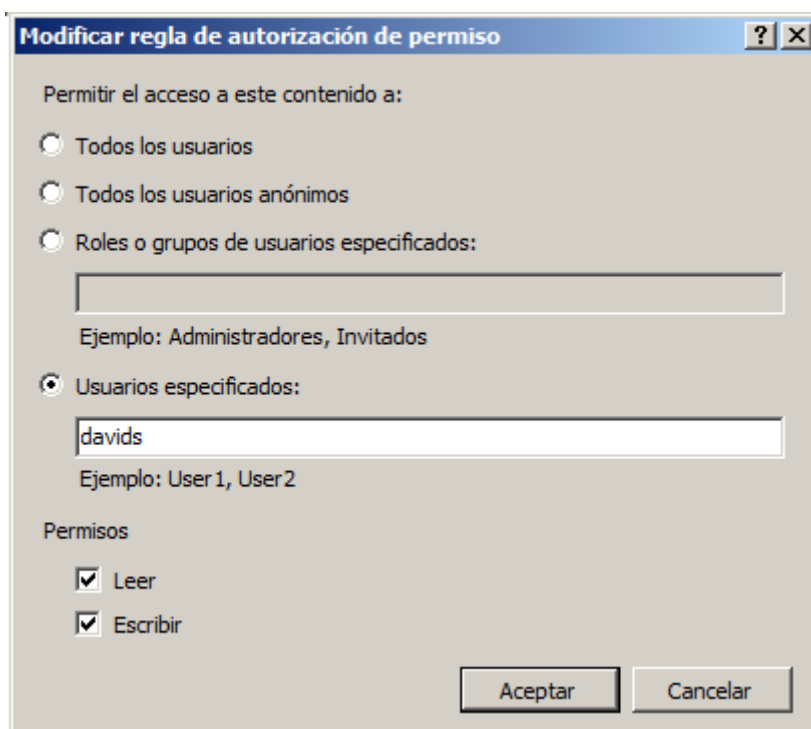 Modificar regla de autorización de permiso
Permitir el acceso a este contenido a:
Todos los usuarios
Todos los usuarios anónimos
Roles o grupos de usuarios especificados:
Ejemplo: Administradores, Invitados
Usuarios especificados:
davids
Ejemplo: User1, User2
Permisos
Leer
Escribir
Aceptar Cancelar